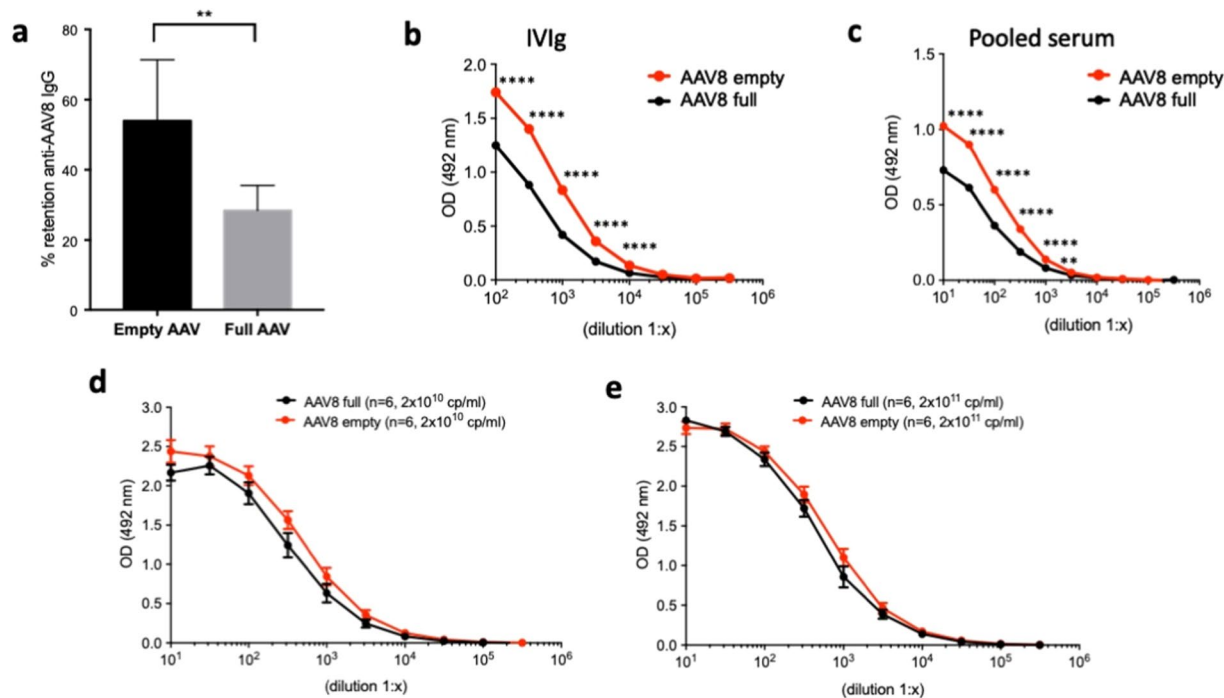 a
**
% retention anti-AAV8 IgG
80
60
40
20
0
Empty AAV Full AAV
b
IVIg
AAV8 empty
AAV8 full
OD (492 nm)
2.0
1.5
1.0
0.5
0.0
****
****
****
****
****
10² 10³ 10⁴ 10⁵ 10⁶
(dilution 1:x)
c
Pooled serum
AAV8 empty
AAV8 full
OD (492 nm)
1.5
1.0
0.5
0.0
****
****
****
****
****
**
10¹ 10² 10³ 10⁴ 10⁵ 10⁶
(dilution 1:x)
d
AAV8 full (n=6, 2x10¹⁰ cp/ml)
AAV8 empty (n=6, 2x10¹⁰ cp/ml)
OD (492 nm)
3.0
2.5
2.0
1.5
1.0
0.5
0.0
10¹ 10² 10³ 10⁴ 10⁵ 10⁶
(dilution 1:x)
e
AAV8 full (n=6, 2x10¹¹ cp/ml)
AAV8 empty (n=6, 2x10¹¹ cp/ml)
OD (492 nm)
3.0
2.5
2.0
1.5
1.0
0.5
0.0
10¹ 10² 10³ 10⁴ 10⁵ 10⁶
(dilution 1:x)